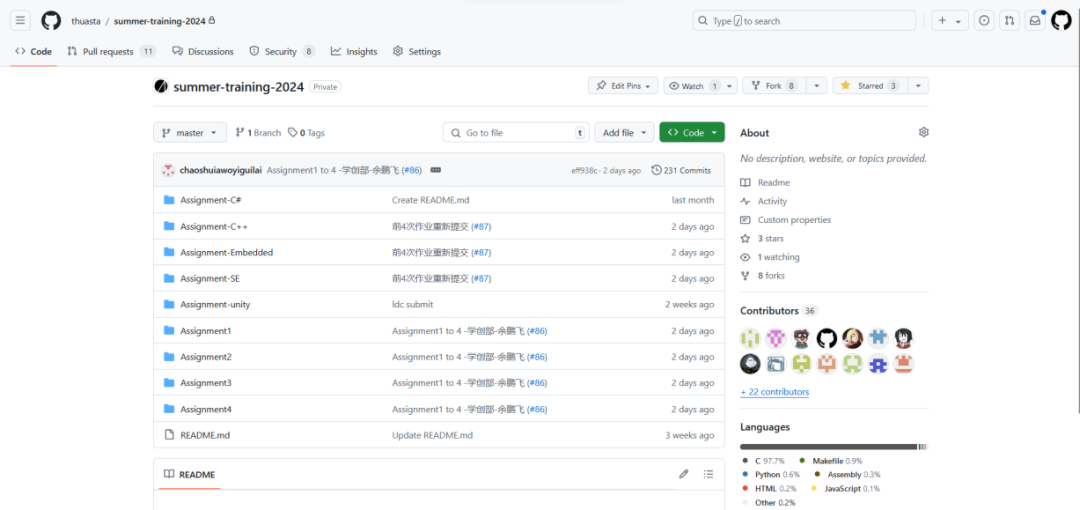 thuasta / summer-training-2024
Type / to search
Code Pull requests 11 Discussions Security 8 Insights Settings
summer-training-2024 Private
Edit Pins Watch 1 Fork 8 Starred 3
master 1 Branch 0 Tags
Go to file t Add file Code
chaoshuiawoyiguilai Assignment1 to 4 -学创部-余鹏飞 (#86) eff938c · 2 days ago 231 Commits
Assignment-C# Create README.md last month
Assignment-C++ 前4次作业重新提交 (#87) 2 days ago
Assignment-Embedded 前4次作业重新提交 (#87) 2 days ago
Assignment-SE 前4次作业重新提交 (#87) 2 days ago
Assignment-unity ldc submit 2 weeks ago
Assignment1 Assignment1 to 4 -学创部-余鹏飞 (#86) 2 days ago
Assignment2 Assignment1 to 4 -学创部-余鹏飞 (#86) 2 days ago
Assignment3 Assignment1 to 4 -学创部-余鹏飞 (#86) 2 days ago
Assignment4 Assignment1 to 4 -学创部-余鹏飞 (#86) 2 days ago
README.md Update README.md 3 weeks ago
README
About
No description, website, or topics provided.
Readme
Activity
Custom properties
3 stars
1 watching
8 forks
Contributors 36
+ 22 contributors
Languages
C 97.7% Makefile 0.9%
Python 0.6% Assembly 0.3%
HTML 0.2% JavaScript 0.1%
Other 0.2%